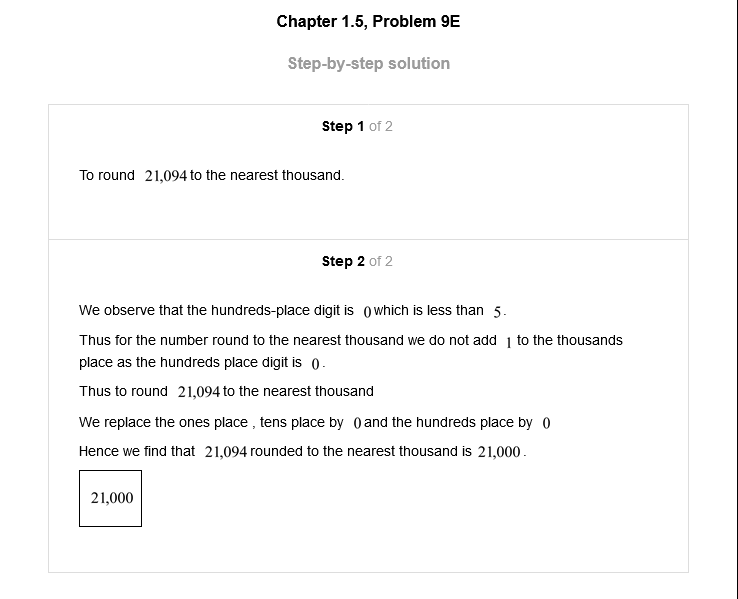 Chapter 1.5, Problem 9E
Step-by-step solution
Step 1 of 2
To round 21,094 to the nearest thousand.
Step 2 of 2
We observe that the hundreds-place digit is 0 which is less than 5.
Thus for the number round to the nearest thousand we do not add 1 to the thousands
place as the hundreds place digit is 0.
Thus to round 21,094 to the nearest thousand
We replace the ones place , tens place by 0 and the hundreds place by 0
Hence we find that 21,094 rounded to the nearest thousand is 21,000.
21,000